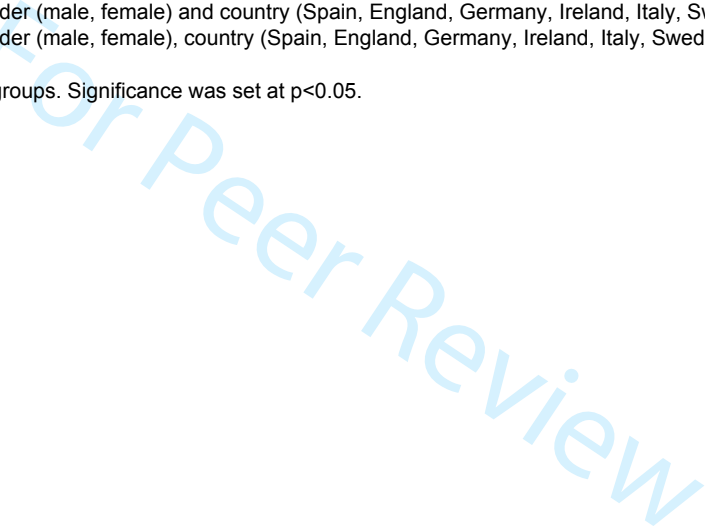 der (male, female) and country (Spain, England, Germany, Ireland, Italy, Sw
der (male, female), country (Spain, England, Germany, Ireland, Italy, Swed
groups. Significance was set at p<0.05.
For Peer Review